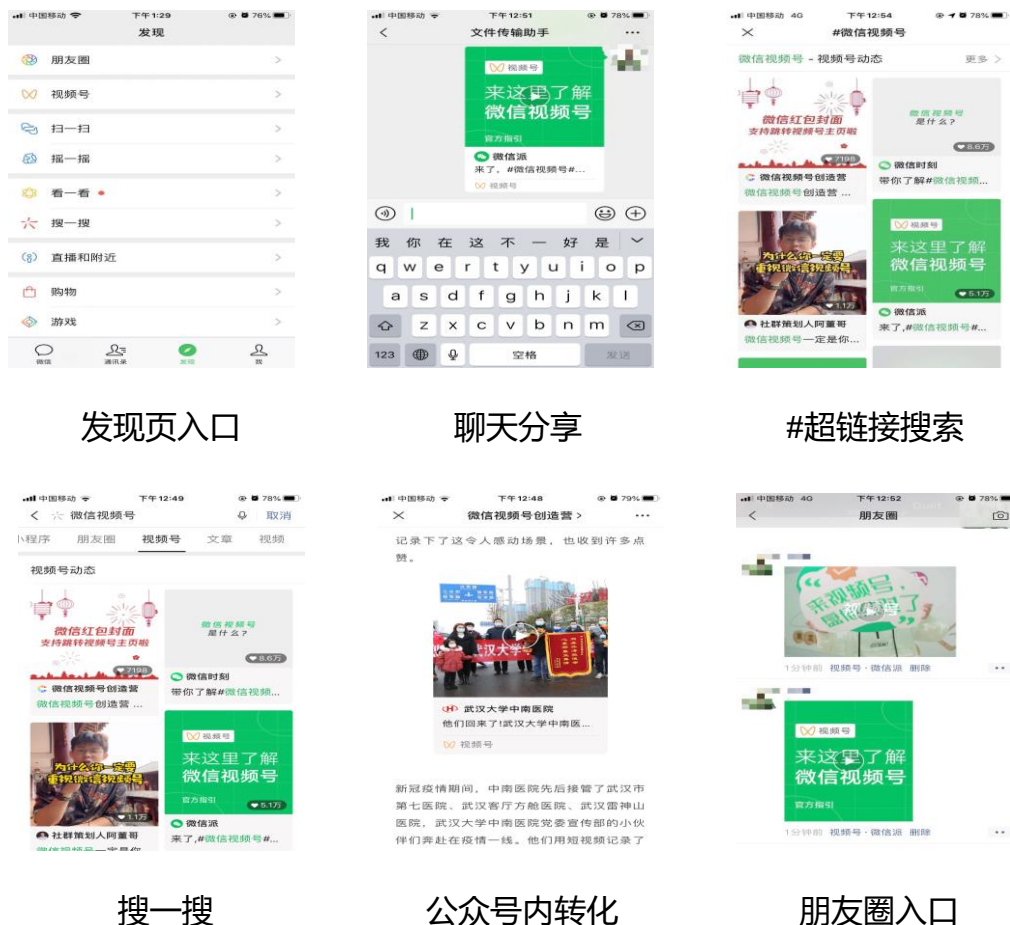 中国移动 下午1:29 76%
发现
朋友圈
视频号
扫一扫
摇一摇
看一看
搜一搜
直播和附近
购物
游戏
微信 通讯录 发现 我
发现页入口
中国移动 下午12:51 78%
文件传输助手
视频号
来这里了解
微信视频号
官方指引
微信派
来了，#微信视频号#...
视频号
我 你 在 这 不 一 好 是
q w e r t y u i o p
a s d f g h j k l
z x c v b n m
123 空格 发送
聊天分享
中国移动 4G 下午12:54 78%
#微信视频号
微信视频号 - 视频号动态 更多 >
微信红包封面
支持跳转视频号主页啦
7198
微信视频号创造营
微信视频号创造营 ...
微信视频号
是什么？
8.6万
微信时刻
带你了解#微信视频...
为什么你一定要
重视微信视频号
1.1万
社群策划人阿董哥
微信视频号一定是你...
视频号
来这里了解
微信视频号
官方指引
5.1万
微信派
来了,#微信视频号#...
#超链接搜索
中国移动 下午12:49 78%
微信视频号 取消
小程序 朋友圈 视频号 文章 视频
视频号动态
微信红包封面
支持跳转视频号主页啦
7198
微信视频号创造营
微信视频号创造营 ...
微信视频号
是什么？
8.6万
微信时刻
带你了解#微信视频...
为什么你一定要
重视微信视频号
1.1万
社群策划人阿董哥
微信视频号一定是你
视频号
来这里了解
微信视频号
官方指引
5.1万
微信派
来了,#微信视频号#...
搜一搜
中国移动 下午12:48 79%
微信视频号创造营 >
记录下了这令人感动场景，也收到许多点
赞。
武汉大学
武汉大学中南医院
他们回来了!武汉大学中南医...
视频号
新冠疫情期间，中南医院先后接管了武汉市
第七医院、武汉客厅方舱医院、武汉雷神山
医院，武汉大学中南医院党委宣传部的小伙
伴们奔赴在疫情一线。他们用短视频记录了
公众号内转化
中国移动 4G 下午12:52 78%
朋友圈
1分钟前 视频号·微信派 删除
视频号
来这里了解
微信视频号
官方指引
1分钟前 视频号·微信派 删除
朋友圈入口